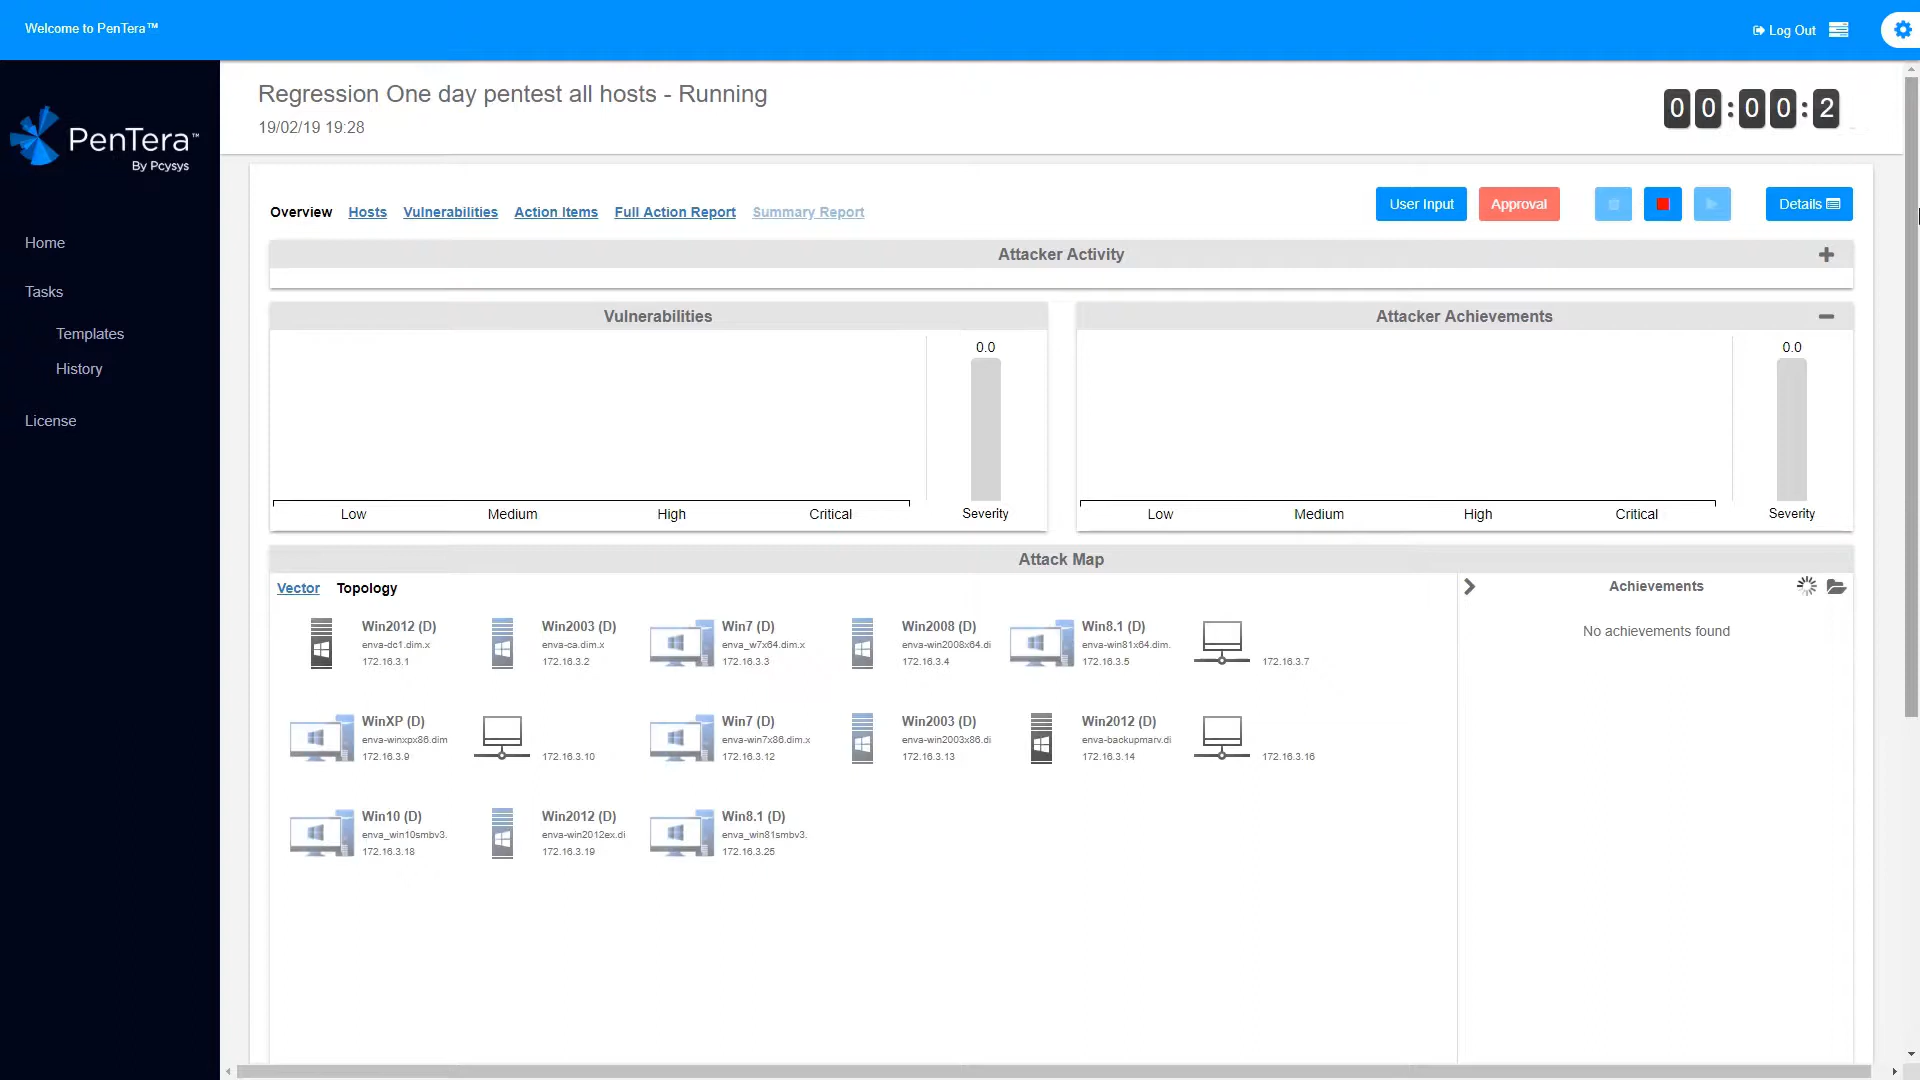 Welcome to PenTera™
Log Out
PenTera™
By Pcysys
Home
Tasks
Templates
History
License
Regression One day pentest all hosts - Running
19/02/19 19:28
00:00:2
Overview Hosts Vulnerabilities Action Items Full Action Report Summary Report
User Input Approval Details
Attacker Activity
Vulnerabilities
0.0
Low Medium High Critical Severity
Attacker Achievements
0.0
Low Medium High Critical Severity
Attack Map
Vector Topology
Win2012 (D)
enva-dc1.dim.x
172.16.3.1
Win2003 (D)
enva-ca.dim.x
172.16.3.2
Win7 (D)
enva_w7x64.dim.x
172.16.3.3
Win2008 (D)
enva-win2008x64.di
172.16.3.4
Win8.1 (D)
enva-win81x64.dim.
172.16.3.5
172.16.3.7
WinXP (D)
enva-winxpx86.dim
172.16.3.9
172.16.3.10
Win7 (D)
enva-win7x86.dim.x
172.16.3.12
Win2003 (D)
enva-win2003x86.di
172.16.3.13
Win2012 (D)
enva-backupmarv.di
172.16.3.14
172.16.3.16
Win10 (D)
enva_win10smbv3.
172.16.3.18
Win2012 (D)
enva-win2012ex.di
172.16.3.19
Win8.1 (D)
enva_win81smbv3.
172.16.3.25
Achievements
No achievements found